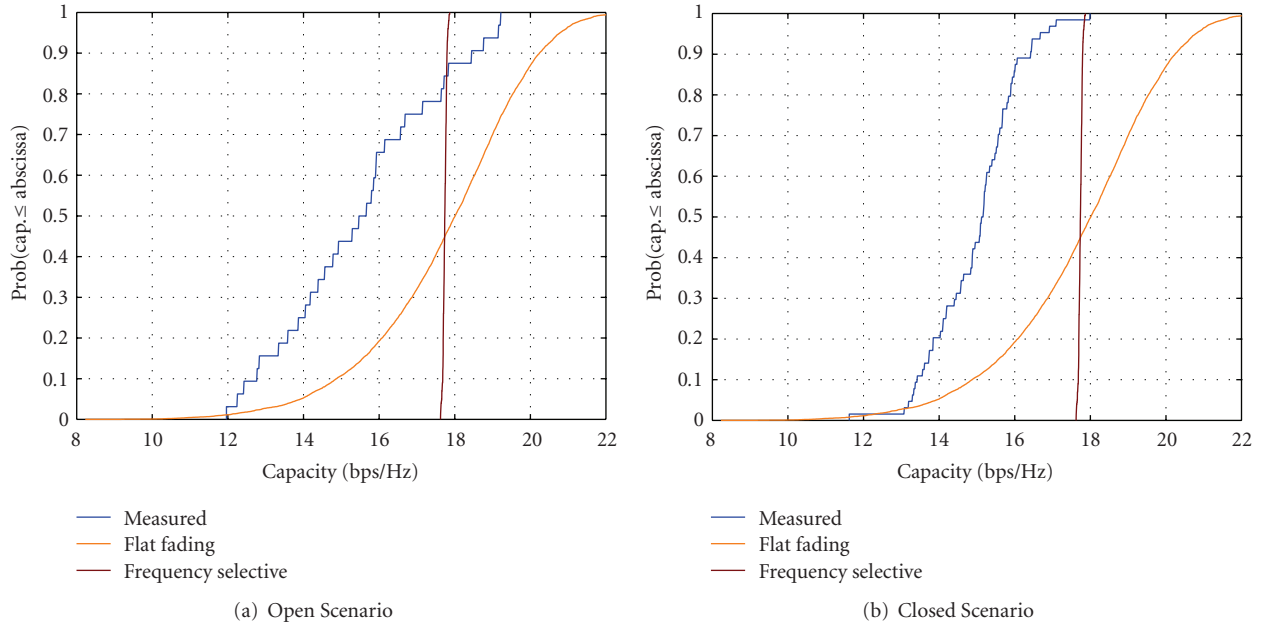 1
0.9
0.8
0.7
0.6
0.5
0.4
0.3
0.2
0.1
0
Prob(cap.≤ abscissa)
8 10 12 14 16 18 20 22
Capacity (bps/Hz)
Measured
Flat fading
Frequency selective
(a) Open Scenario
1
0.9
0.8
0.7
0.6
0.5
0.4
0.3
0.2
0.1
0
Prob(cap.≤ abscissa)
8 10 12 14 16 18 20 22
Capacity (bps/Hz)
Measured
Flat fading
Frequency selective
(b) Closed Scenario